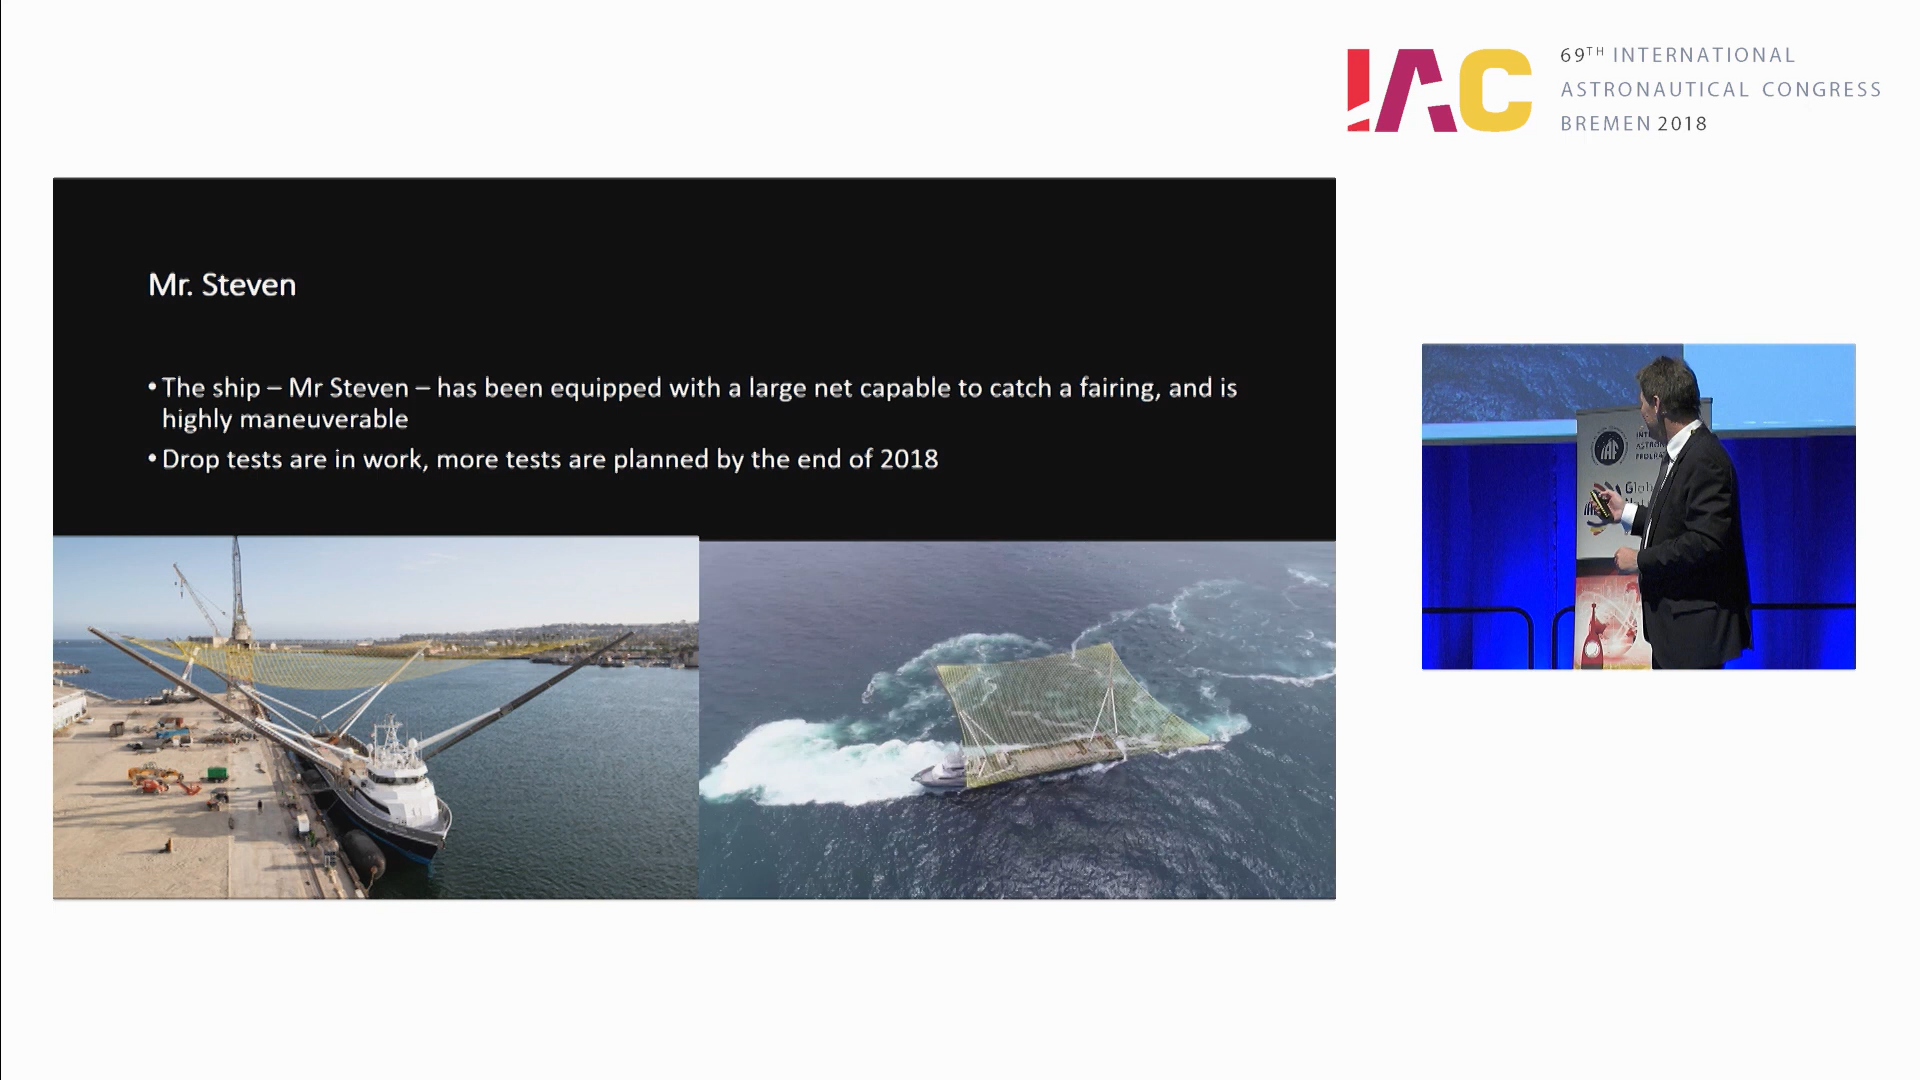 IAC
69TH INTERNATIONAL
ASTRONAUTICAL CONGRESS
BREMEN 2018
Mr. Steven
• The ship – Mr Steven – has been equipped with a large net capable to catch a fairing, and is
highly maneuverable
• Drop tests are in work, more tests are planned by the end of 2018
IAF